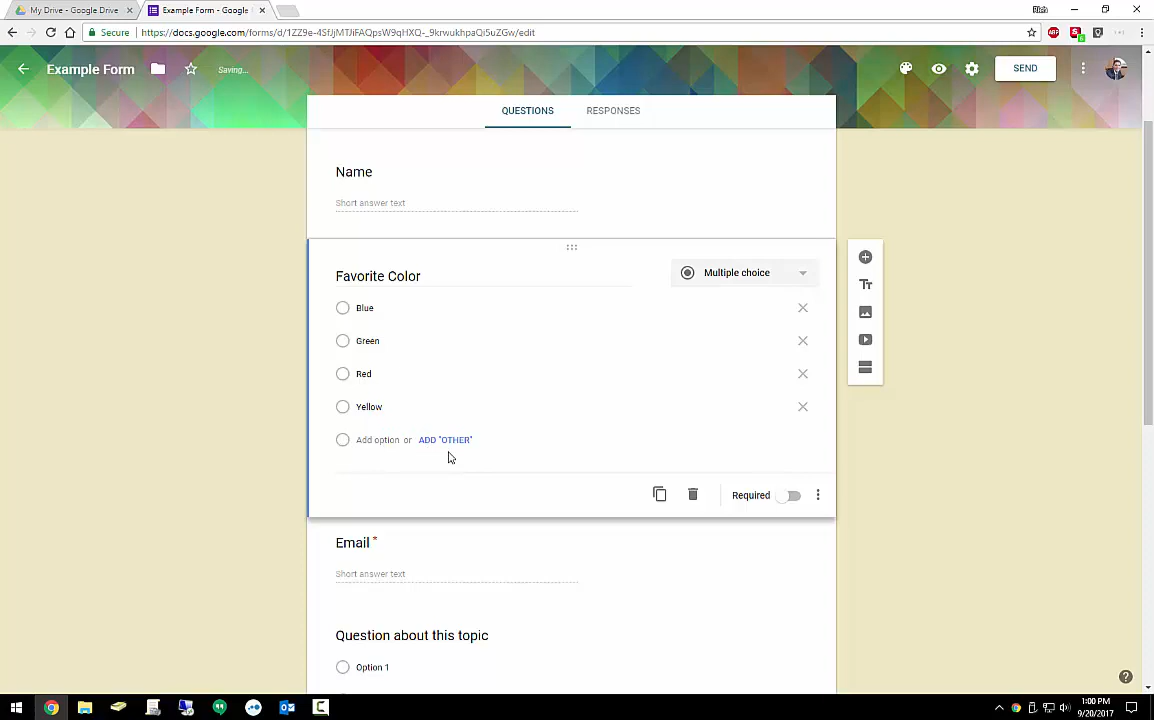 My Drive - Google Drive
Example Form - Google
Secure
https://docs.google.com/forms/d/1ZZ9e-4SfJjMTJFAQpsW9qHXQ-_9krwukhpaQi5uZGw/edit
ABP
Example Form
Saving...
SEND
QUESTIONS
RESPONSES
Name
Short answer text
Favorite Color
Multiple choice
Blue
Green
Red
Yellow
Add option or ADD "OTHER"
Required
Email *
Short answer text
Question about this topic
Option 1
1:00 PM
9/20/2017